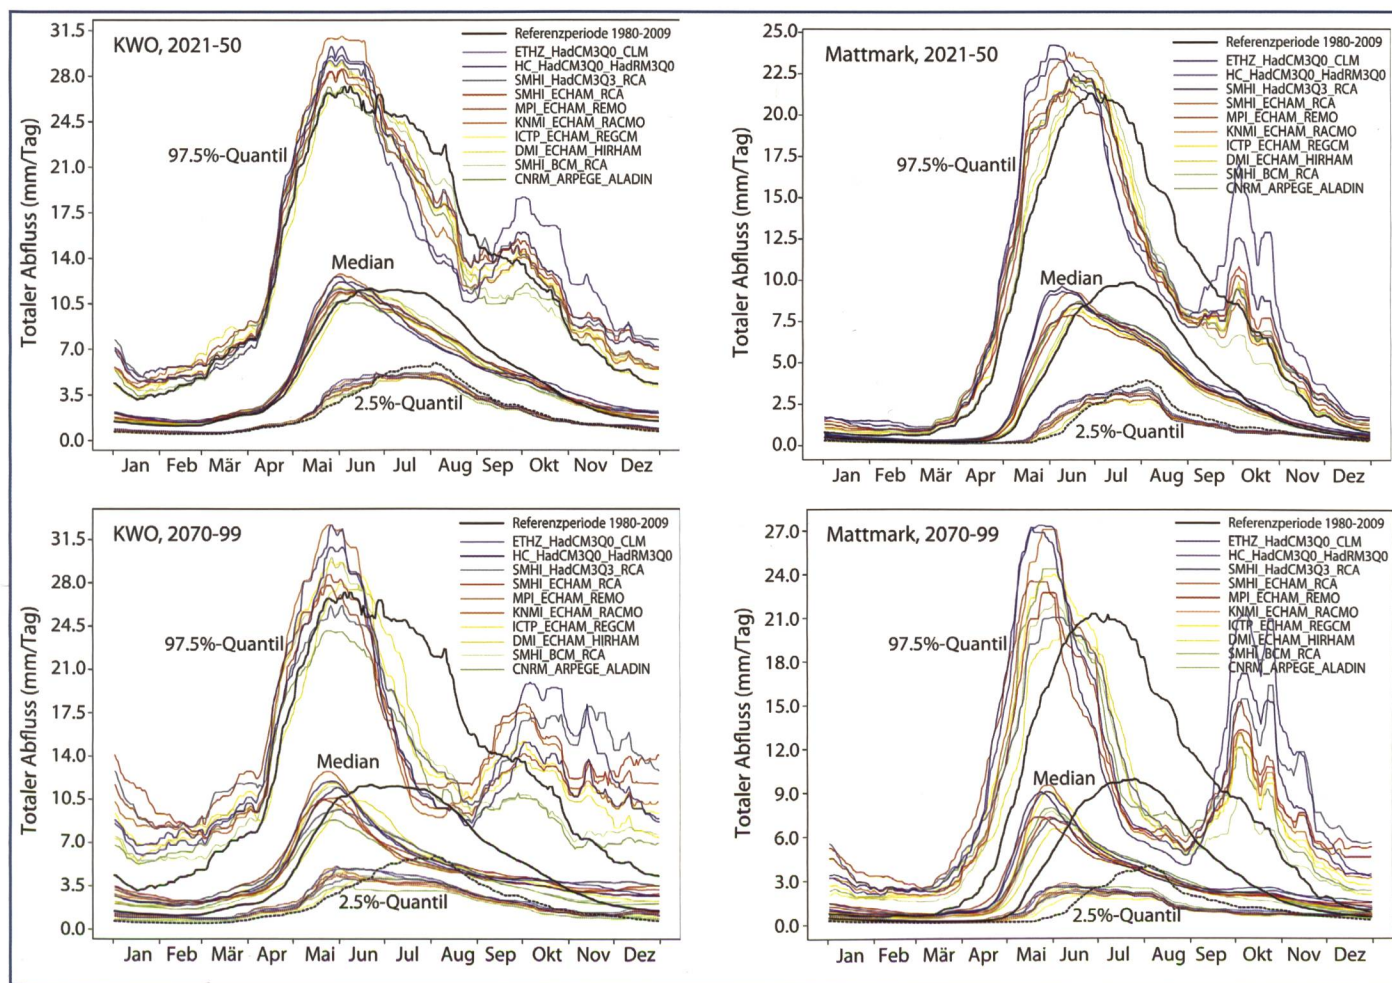 KWO, 2021-50
Totaler Abfluss (mm/Tag)
31.5
28.0
24.5
21.0
17.5
14.0
10.5
7.0
3.5
0.0
Referenzperiode 1980-2009
ETHZ_HadCM3Q0_CLM
HC_HadCM3Q0_HadRM3Q0
SMHI_HadCM3Q3_RCA
SMHI_ECHAM_RCA
MPI_ECHAM_REMO
KNMI_ECHAM_RACMO
ICTP_ECHAM_REGCM
DMI_ECHAM_HIRHAM
SMHI_BCM_RCA
CNRM_ARPEGE_ALADIN
97.5%-Quantil
Median
2.5%-Quantil
Jan Feb Mär Apr Mai Jun Jul Aug Sep Okt Nov Dez
Mattmark, 2021-50
Totaler Abfluss (mm/Tag)
25.0
22.5
20.0
17.5
15.0
12.5
10.0
7.5
5.0
2.5
0.0
Referenzperiode 1980-2009
ETHZ_HadCM3Q0_CLM
HC_HadCM3Q0_HadRM3Q0
SMHI_HadCM3Q3_RCA
SMHI_ECHAM_RCA
MPI_ECHAM_REMO
KNMI_ECHAM_RACMO
ICTP_ECHAM_REGCM
DMI_ECHAM_HIRHAM
SMHI_BCM_RCA
CNRM_ARPEGE_ALADIN
97.5%-Quantil
Median
2.5%-Quantil
Jan Feb Mär Apr Mai Jun Jul Aug Sep Okt Nov Dez
KWO, 2070-99
Totaler Abfluss (mm/Tag)
31.5
28.0
24.5
21.0
17.5
14.0
10.5
7.0
3.5
0.0
Referenzperiode 1980-2009
ETHZ_HadCM3Q0_CLM
HC_HadCM3Q0_HadRM3Q0
SMHI_HadCM3Q3_RCA
SMHI_ECHAM_RCA
MPI_ECHAM_REMO
KNMI_ECHAM_RACMO
ICTP_ECHAM_REGCM
DMI_ECHAM_HIRHAM
SMHI_BCM_RCA
CNRM_ARPEGE_ALADIN
97.5%-Quantil
Median
2.5%-Quantil
Jan Feb Mär Apr Mai Jun Jul Aug Sep Okt Nov Dez
Mattmark, 2070-99
Totaler Abfluss (mm/Tag)
27.0
24.0
21.0
18.0
15.0
12.0
9.0
6.0
3.0
0.0
Referenzperiode 1980-2009
ETHZ_HadCM3Q0_CLM
HC_HadCM3Q0_HadRM3Q0
SMHI_HadCM3Q3_RCA
SMHI_ECHAM_RCA
MPI_ECHAM_REMO
KNMI_ECHAM_RACMO
ICTP_ECHAM_REGCM
DMI_ECHAM_HIRHAM
SMHI_BCM_RCA
CNRM_ARPEGE_ALADIN
97.5%-Quantil
Median
2.5%-Quantil
Jan Feb Mär Apr Mai Jun Jul Aug Sep Okt Nov Dez